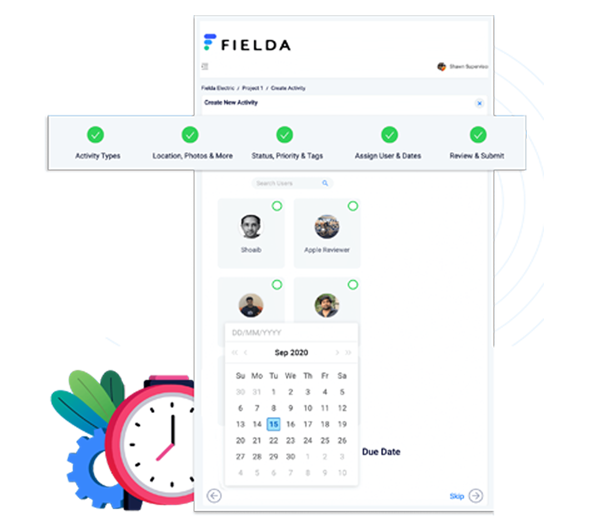 FIELDA
Shawn Supervisor
Fielda Electric / Project 1 / Create Activity
Create New Activity
Activity Types Location, Photos & More Status, Priority & Tags Assign User & Dates Review & Submit
Search Users
Shoaib Apple Reviewer
DD/MM/YYYY
Sep 2020
Su Mo Tu We Th Fr Sa
30 31 1 2 3 4 5
6 7 8 9 10 11 12
13 14 15 16 17 18 19
20 21 22 23 24 25 26
27 28 29 30 1 2 3
4 5 6 7 8 9 10
Due Date
Skip